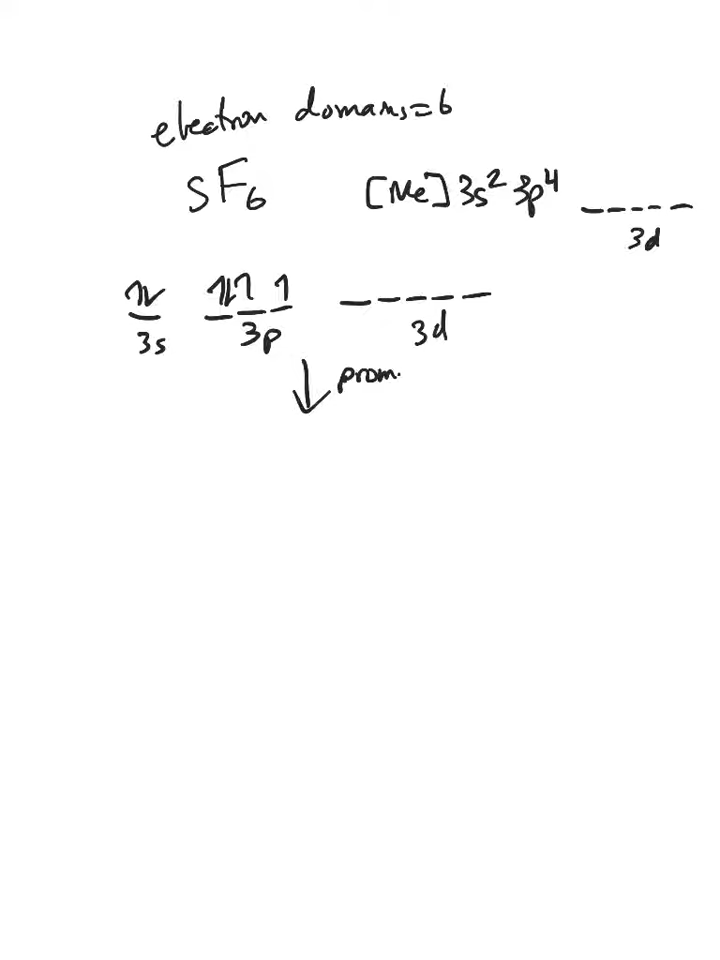 electron domains=6
SF₆ [Ne] 3s² 3p⁴ _ _ _ _ _
3d
↿⇂ ↿⇂ ↿ ↿ _ _ _ _ _
3s 3p 3d
↓ prom.